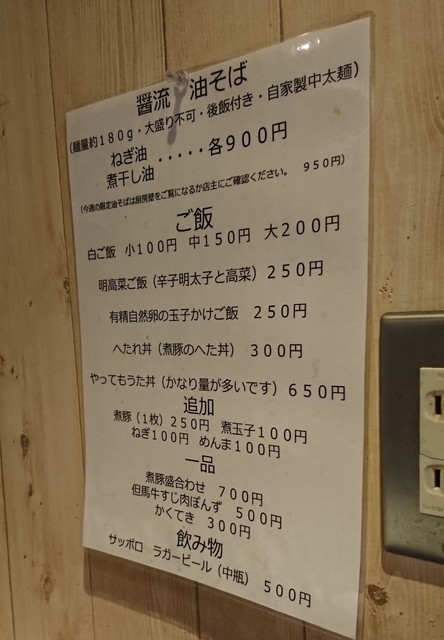 醤流 油そば
(麺量約180g・大盛り不可・後飯付き・自家製中太麺)
ねぎ油 .....各900円
煮干し油
(今週の限定油そばは厨房壁をご覧になるか店主にご確認ください。 950円)
ご飯
白ご飯 小100円 中150円 大200円
明高菜ご飯(辛子明太子と高菜)250円
有精自然卵の玉子かけご飯 250円
へたれ丼(煮豚のへた丼) 300円
やってもうた丼(かなり量が多いです)650円
追加
煮豚(1枚)250円 煮玉子100円
ねぎ100円 めんま100円
一品
煮豚盛合わせ 700円
但馬牛すじ肉ぽんず 500円
かくてき 300円
飲み物
サッポロ ラガービール(中瓶) 500円